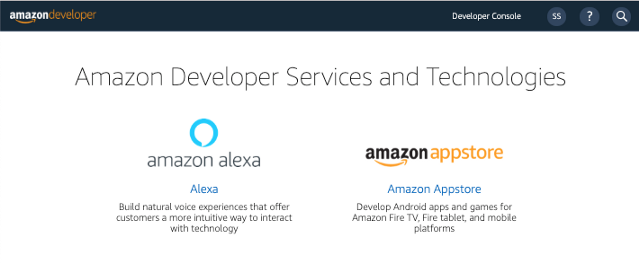 amazondeveloper
Developer Console
SS
?
Amazon Developer Services and Technologies
amazon alexa
amazon appstore
Alexa
Amazon Appstore
Build natural voice experiences that offer
customers a more intuitive way to interact
with technology
Develop Android apps and games for
Amazon Fire TV, Fire tablet, and mobile
platforms